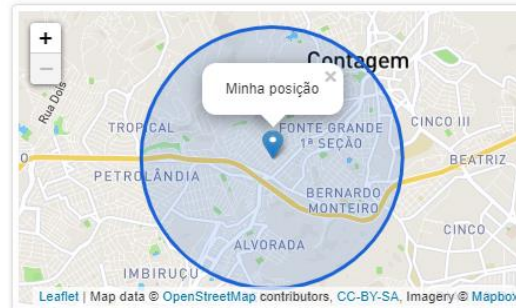 +
−
Contagem
×
Minha posição
Rua Dois
TROPICAL
FONTE GRANDE
1ª SEÇÃO
CINCO III
O
BEATRIZ
PETROLÂNDIA
BERNARDO
MONTEIRO
CINCO
ALVORADA
IMBIRUÇU
Leaflet | Map data © OpenStreetMap contributors, CC-BY-SA, Imagery © Mapbox